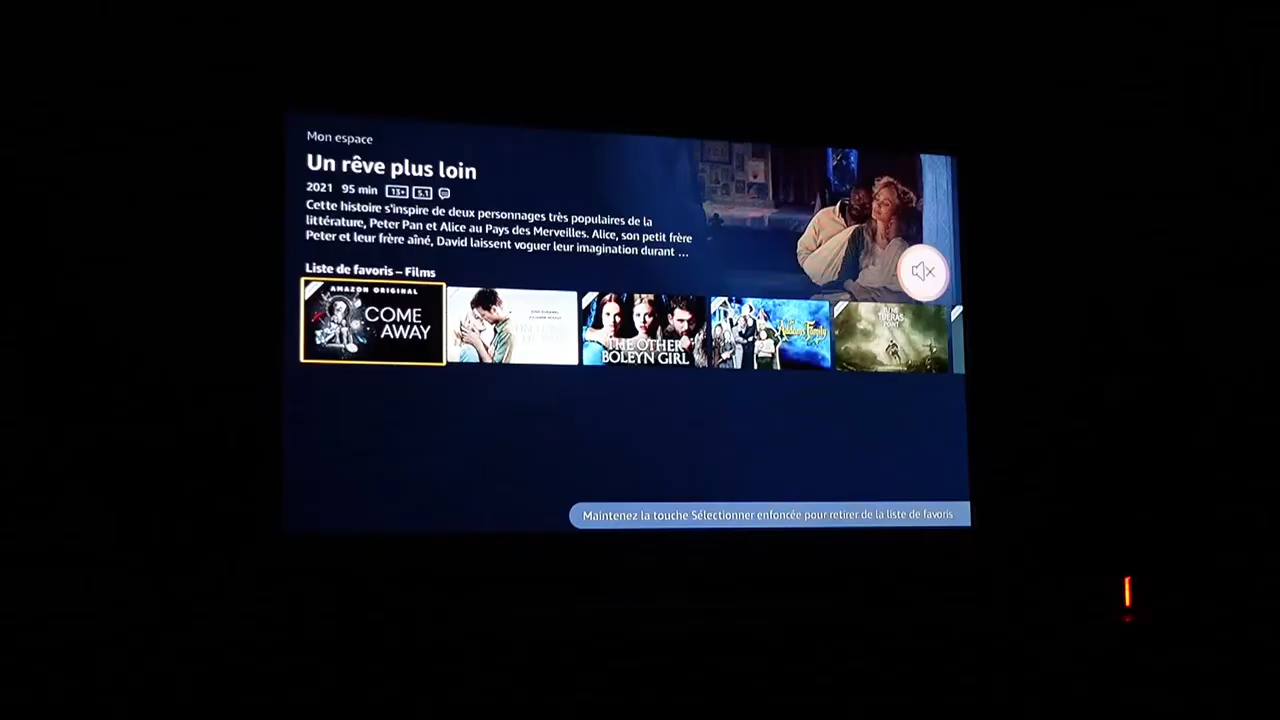 Mon espace
Un rêve plus loin
2021 95 min 13+ 5.1
Cette histoire s'inspire de deux personnages très populaires de la
littérature, Peter Pan et Alice au Pays des Merveilles. Alice, son petit frère
Peter et leur frère aîné, David laissent voguer leur imagination durant ...
Liste de favoris – Films
AMAZON ORIGINAL
COME
AWAY
THE OTHER
BOLEYN GIRL
Addams Family
POINT
Maintenez la touche Sélectionner enfoncée pour retirer de la liste de favoris